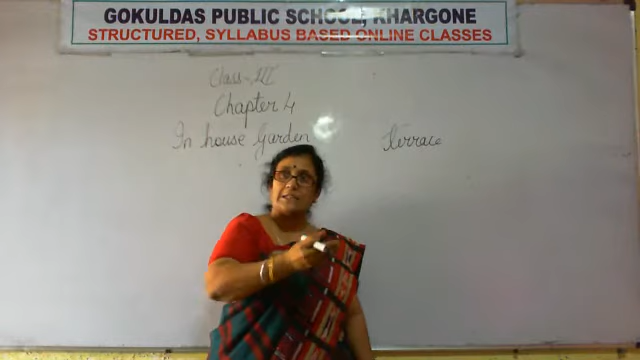 GOKULDAS PUBLIC SCHOOL, KHARGONE
STRUCTURED, SYLLABUS BASED ONLINE CLASSES
Class-III
Chapter 4
In house Garden
Terrace